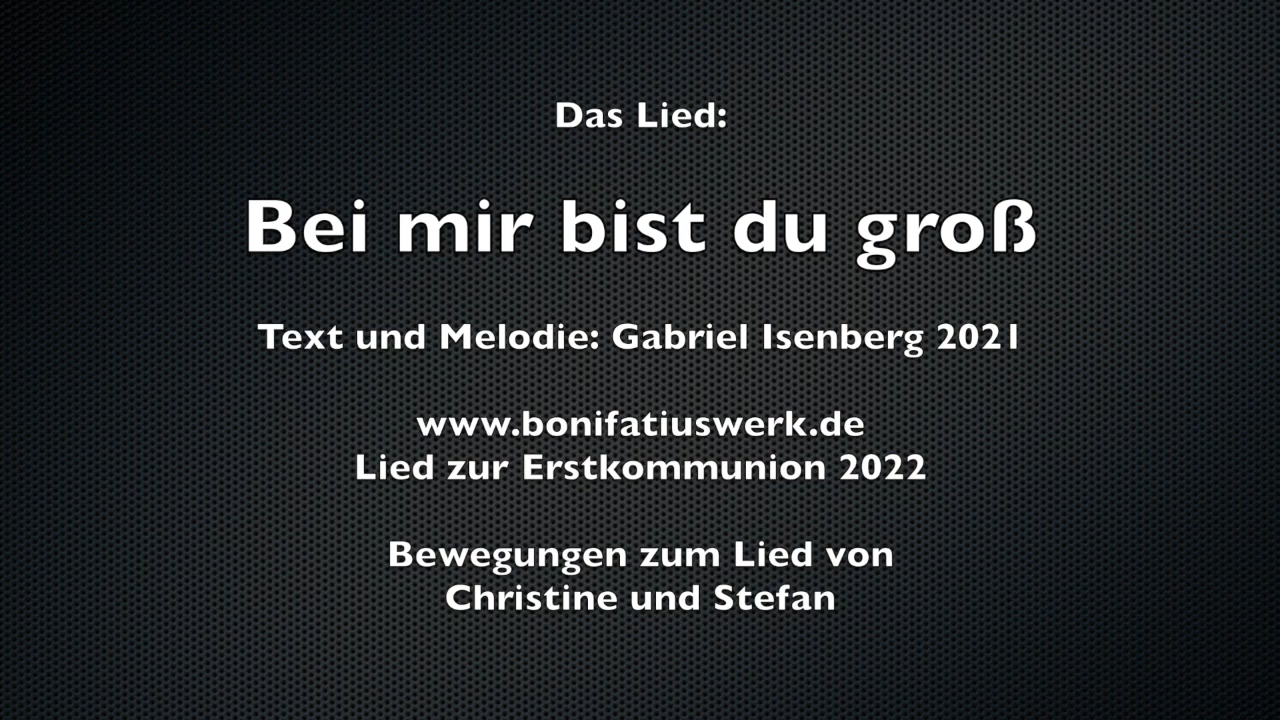 Das Lied:
Bei mir bist du groß
Text und Melodie: Gabriel Isenberg 2021
www.bonifatiuswerk.de
Lied zur Erstkommunion 2022
Bewegungen zum Lied von
Christine und Stefan